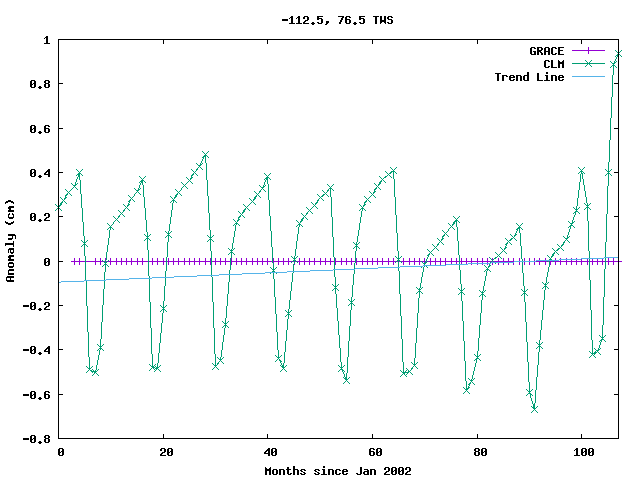 -112.5, 76.5 TWS
GRACE
CLM
Trend Line
Anomaly (cm)
1
0.8
0.6
0.4
0.2
0
-0.2
-0.4
-0.6
-0.8
0 20 40 60 80 100
Months since Jan 2002